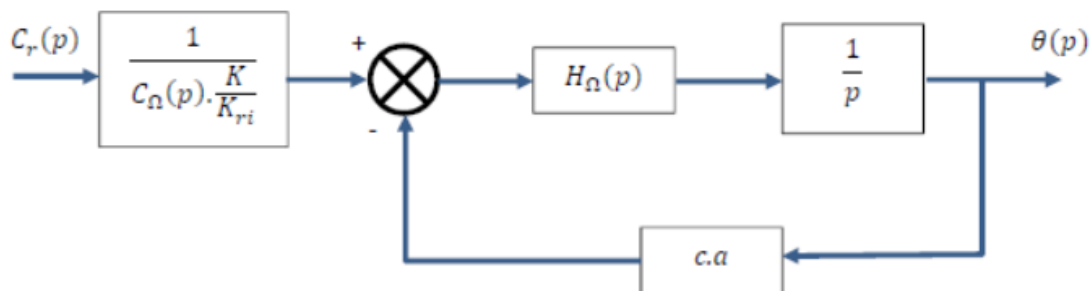 C_r(p)
1
C_Ω(p).K/K_ri
+
-
H_Ω(p)
1
p
θ(p)
c.a